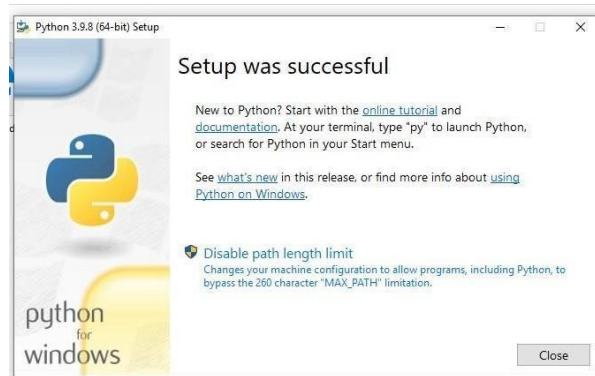 Python 3.9.8 (64-bit) Setup
Setup was successful
New to Python? Start with the online tutorial and
documentation. At your terminal, type "py" to launch Python,
or search for Python in your Start menu.
See what's new in this release, or find more info about using
Python on Windows.
Disable path length limit
Changes your machine configuration to allow programs, including Python, to
bypass the 260 character "MAX_PATH" limitation.
python
for
windows
Close